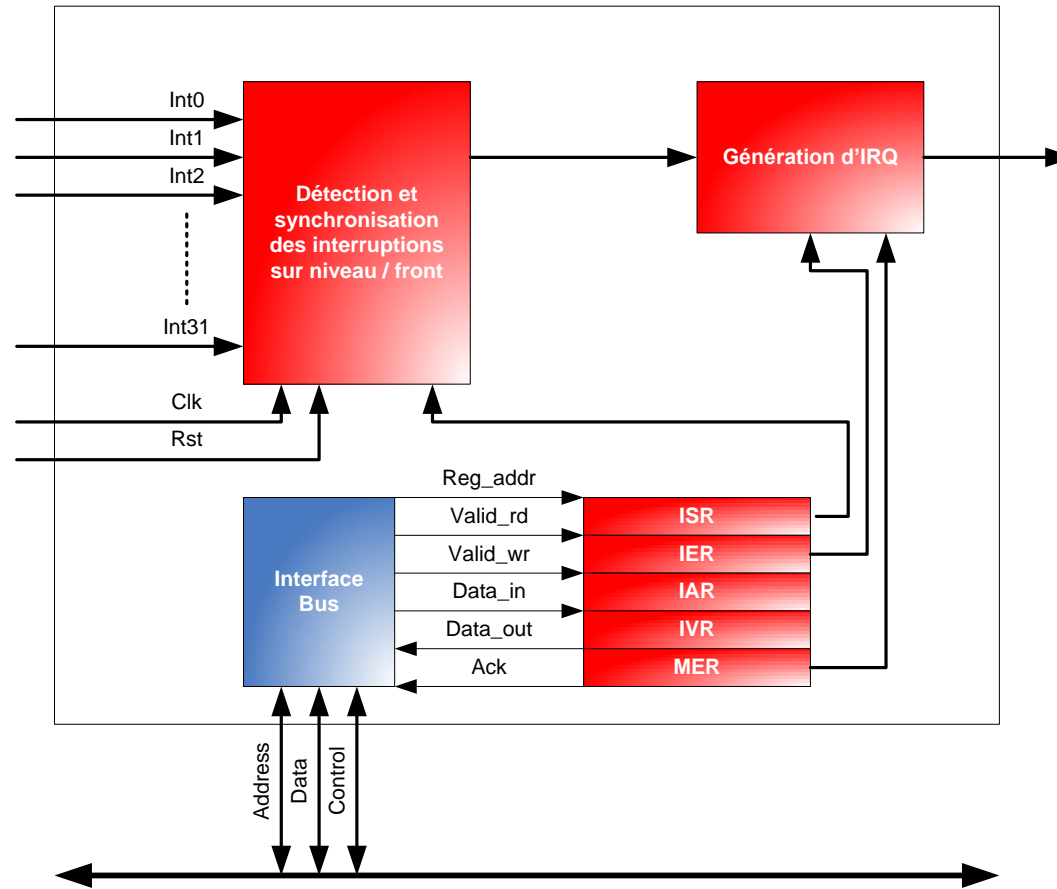 Int0
Int1
Int2
Int31
Clk
Rst
Détection et
synchronisation
des interruptions
sur niveau / front
Génération d'IRQ
Interface
Bus
Reg_addr
Valid_rd
Valid_wr
Data_in
Data_out
Ack
ISR
IER
IAR
IVR
MER
Address
Data
Control